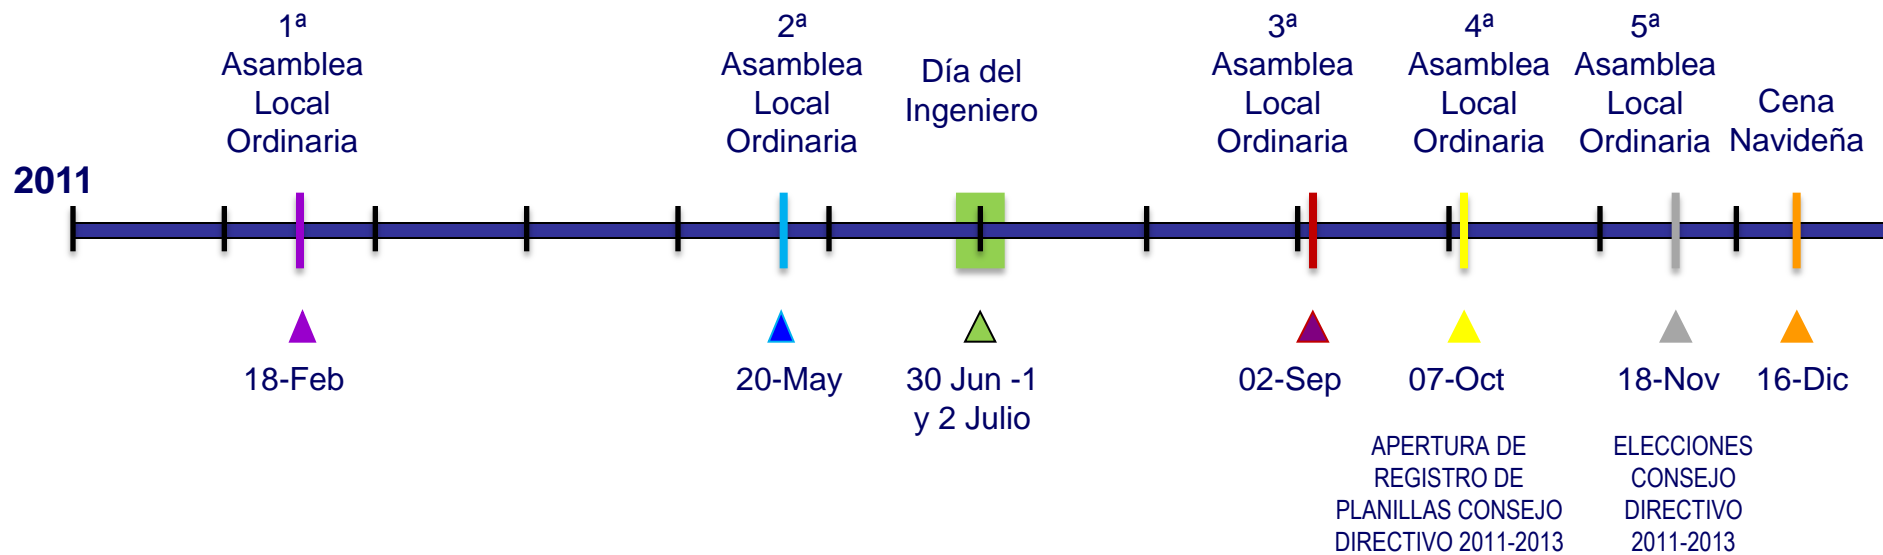 2011
1ª
Asamblea
Local
Ordinaria
2ª
Asamblea
Local
Ordinaria
Día del
Ingeniero
3ª
Asamblea
Local
Ordinaria
4ª
Asamblea
Local
Ordinaria
5ª
Asamblea
Local
Ordinaria
Cena
Navideña
18-Feb
20-May
30 Jun -1
y 2 Julio
02-Sep
07-Oct
18-Nov
16-Dic
APERTURA DE
REGISTRO DE
PLANILLAS CONSEJO
DIRECTIVO 2011-2013
ELECCIONES
CONSEJO
DIRECTIVO
2011-2013